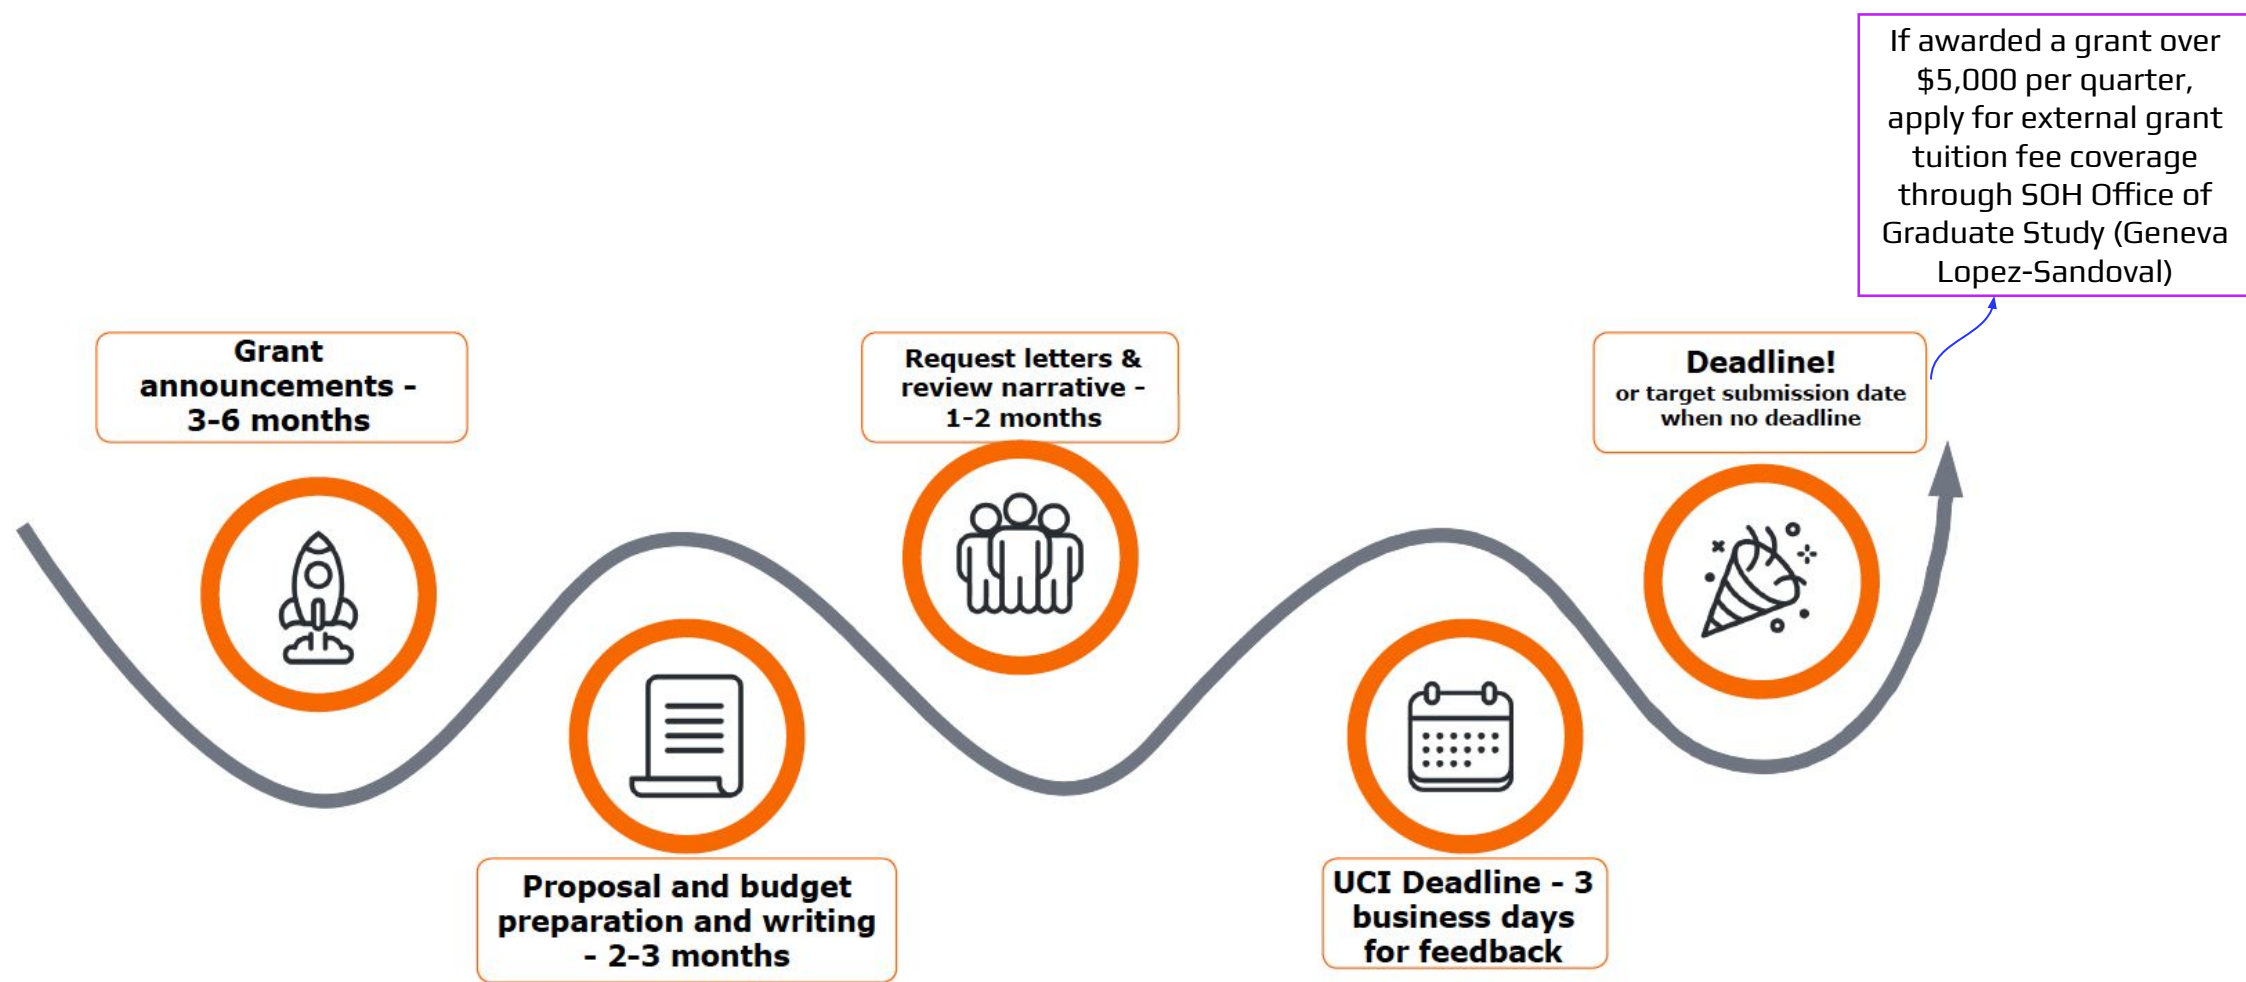 If awarded a grant over
$5,000 per quarter,
apply for external grant
tuition fee coverage
through SOH Office of
Graduate Study (Geneva
Lopez-Sandoval)
Grant
announcements -
3-6 months
Request letters &
review narrative -
1-2 months
Deadline!
or target submission date
when no deadline
Proposal and budget
preparation and writing
- 2-3 months
UCI Deadline - 3
business days
for feedback